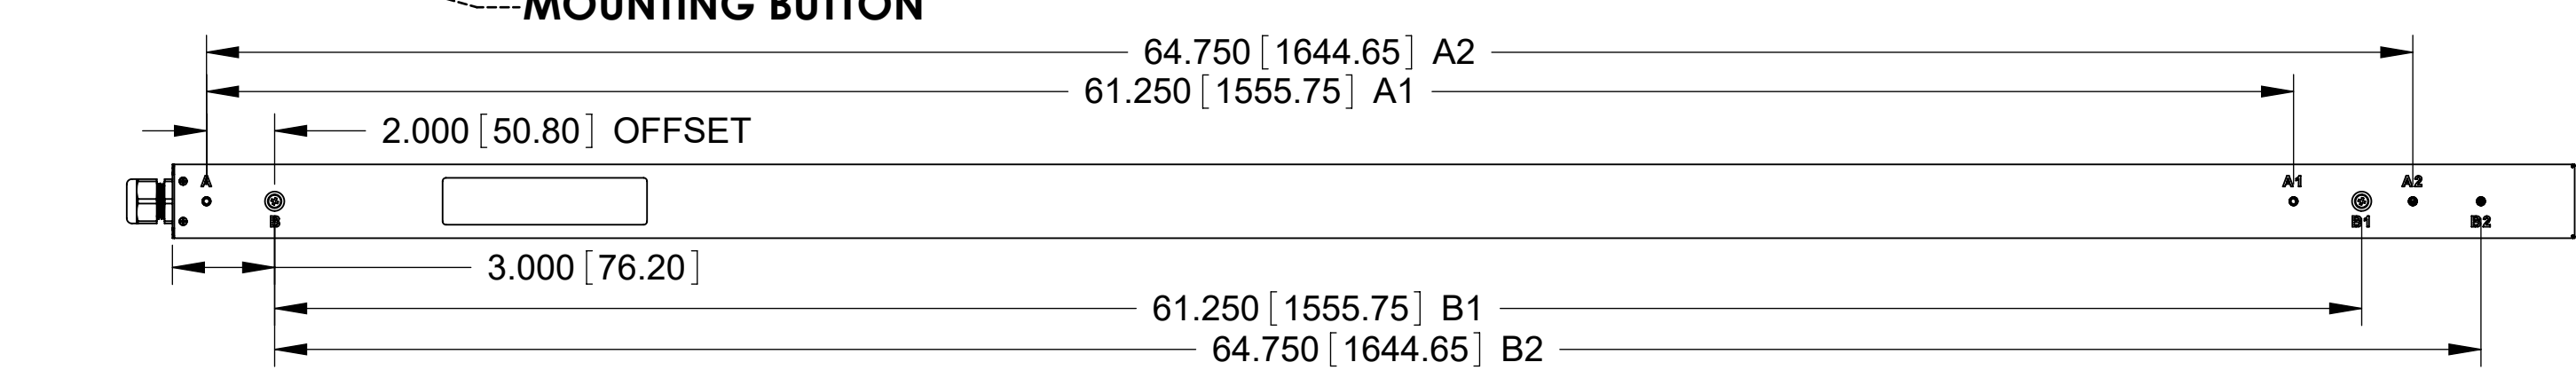 MOUNTING BUTTON
64.750 [1644.65] A2
61.250 [1555.75] A1
2.000 [50.80] OFFSET
A A1 A2
B B1 B2
3.000 [76.20]
61.250 [1555.75] B1
64.750 [1644.65] B2